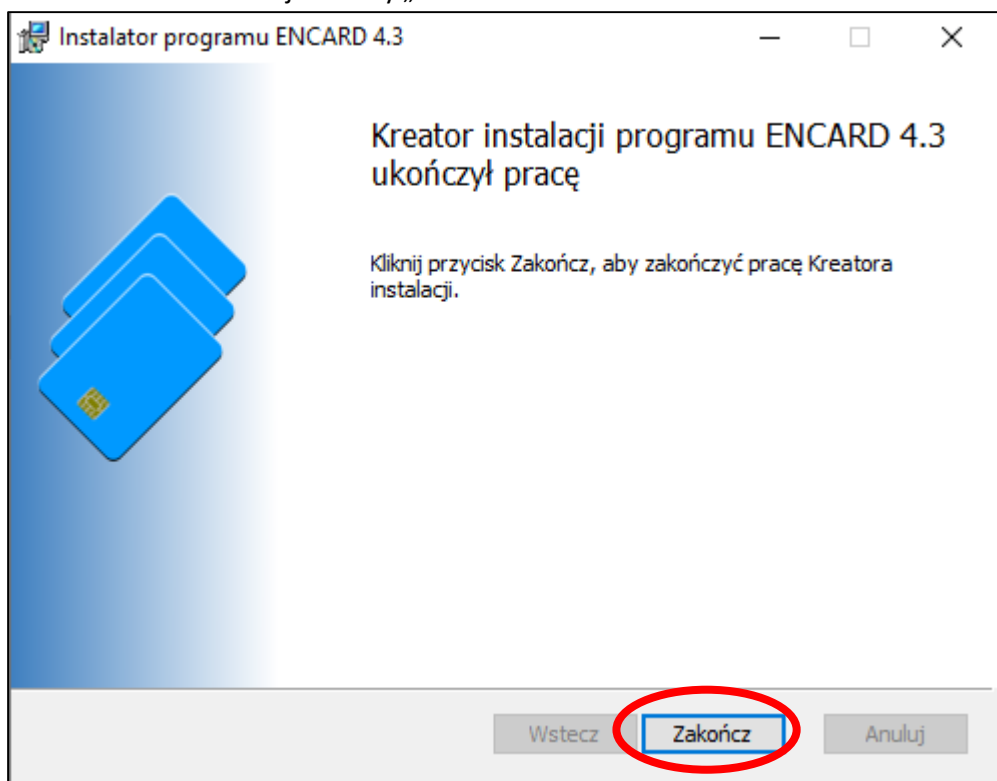 Instalator programu ENCARD 4.3
Kreator instalacji programu ENCARD 4.3
ukończył pracę
Kliknij przycisk Zakończ, aby zakończyć pracę Kreatora
instalacji.
Wstecz
Zakończ
Anuluj